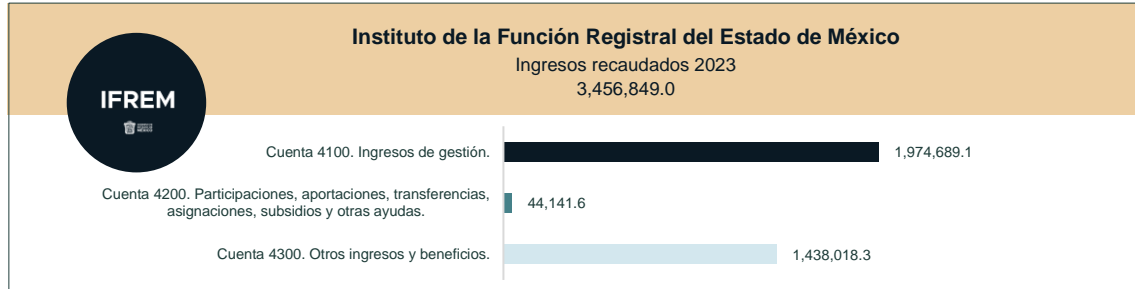 Instituto de la Función Registral del Estado de México
Ingresos recaudados 2023
3,456,849.0
IFREM
Cuenta 4100. Ingresos de gestión.
1,974,689.1
Cuenta 4200. Participaciones, aportaciones, transferencias,
asignaciones, subsidios y otras ayudas.
44,141.6
Cuenta 4300. Otros ingresos y beneficios.
1,438,018.3